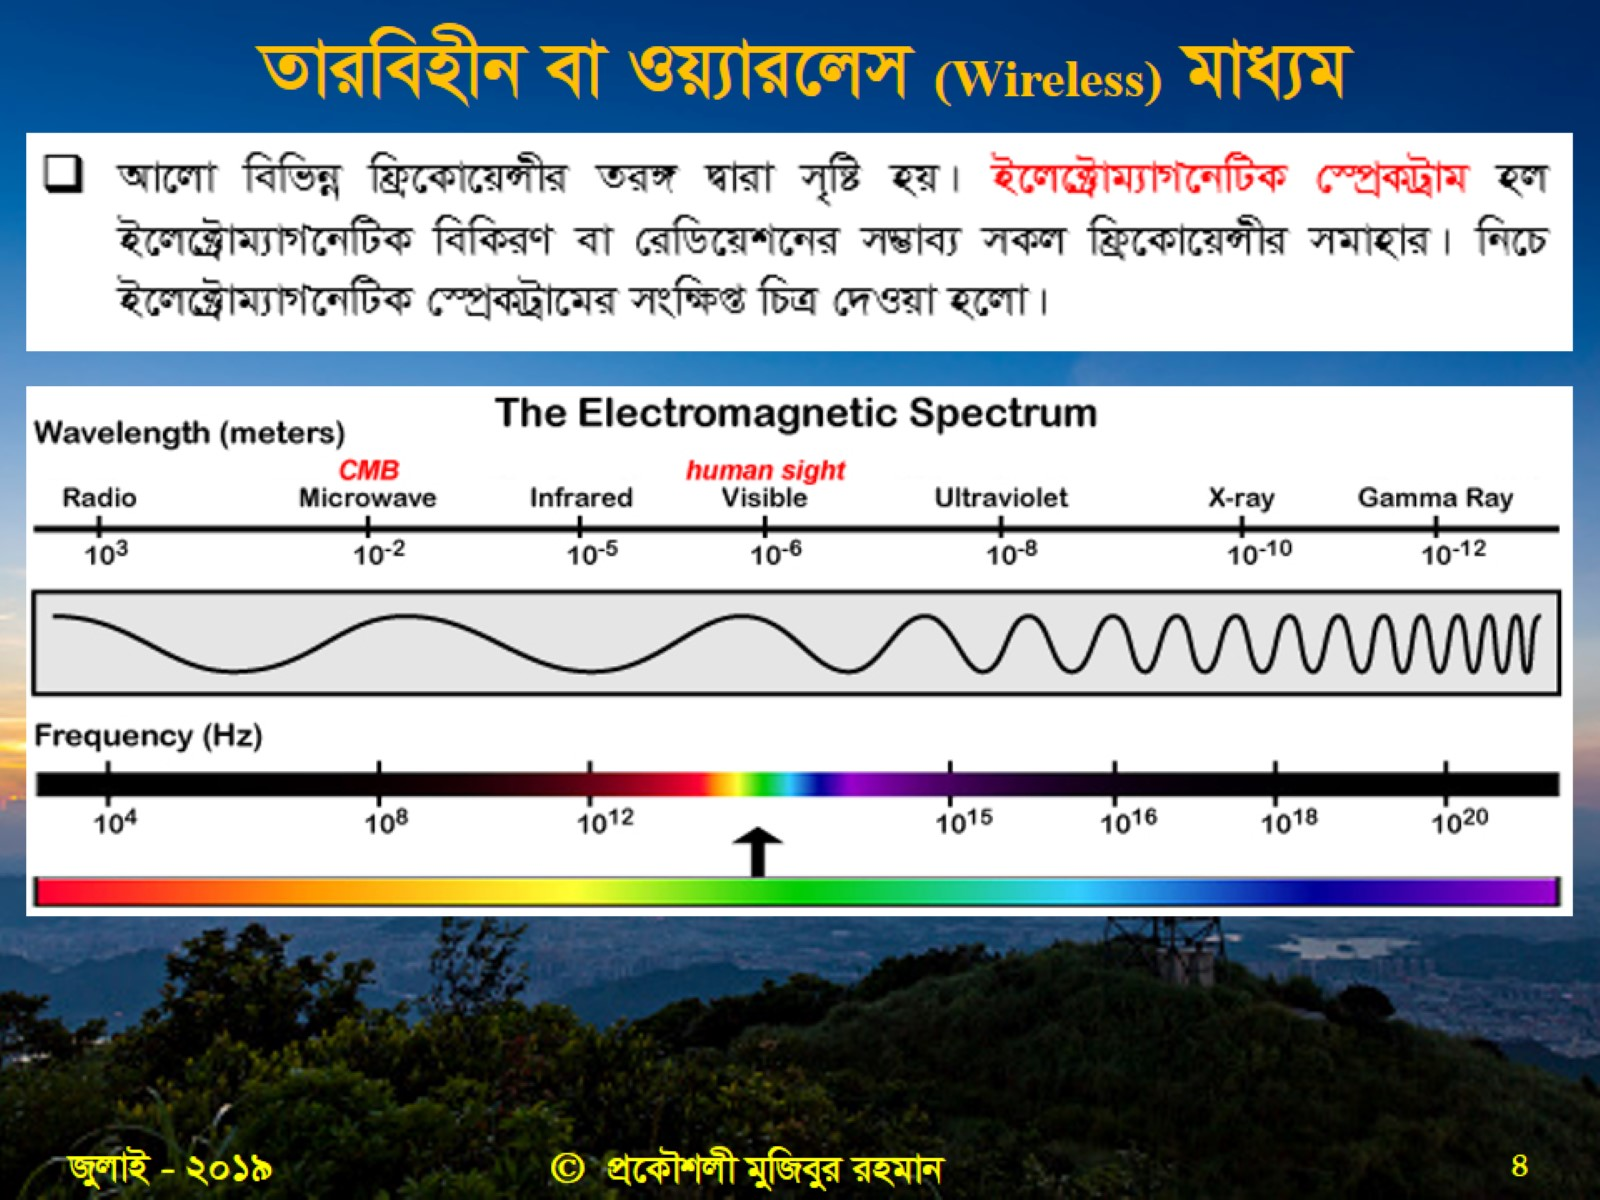 তারবিহীন বা ওয়্যারলেস (Wireless) মাধ্যম
❑ আলো বিভিন্ন ফ্রিকোয়েন্সীর তরঙ্গ দ্বারা সৃষ্টি হয়। ইলেক্ট্রোম্যাগনেটিক স্প্রেকট্রাম হল
ইলেক্ট্রোম্যাগনেটিক বিকিরণ বা রেডিয়েশনের সম্ভাব্য সকল ফ্রিকোয়েন্সীর সমাহার। নিচে
ইলেক্ট্রোম্যাগনেটিক স্প্রেকট্রামের সংক্ষিপ্ত চিত্র দেওয়া হলো।
The Electromagnetic Spectrum
Wavelength (meters)
CMB human sight
Radio Microwave Infrared Visible Ultraviolet X-ray Gamma Ray
10³ 10⁻² 10⁻⁵ 10⁻⁶ 10⁻⁸ 10⁻¹⁰ 10⁻¹²
Frequency (Hz)
10⁴ 10⁸ 10¹² 10¹⁵ 10¹⁶ 10¹⁸ 10²⁰
জুলাই - ২০১৯ © প্রকৌশলী মুজিবুর রহমান 8